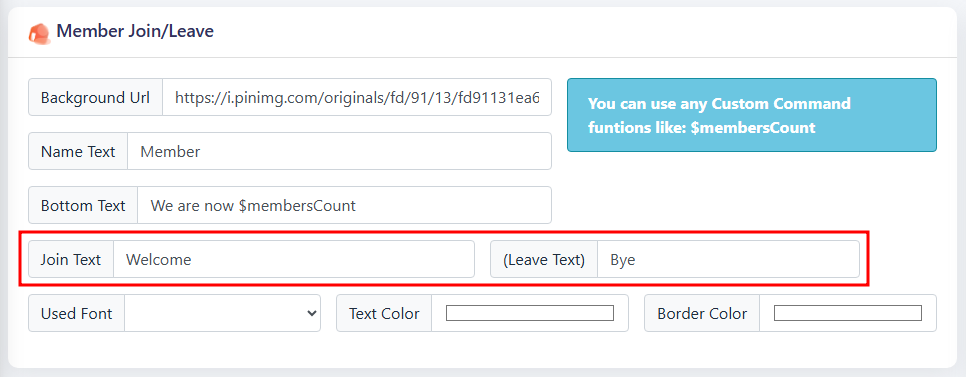 Member Join/Leave
Background Url https://i.pinimg.com/originals/fd/91/13/fd91131ea6
You can use any Custom Command
funtions like: $membersCount
Name Text Member
Bottom Text We are now $membersCount
Join Text Welcome (Leave Text) Bye
Used Font Text Color Border Color